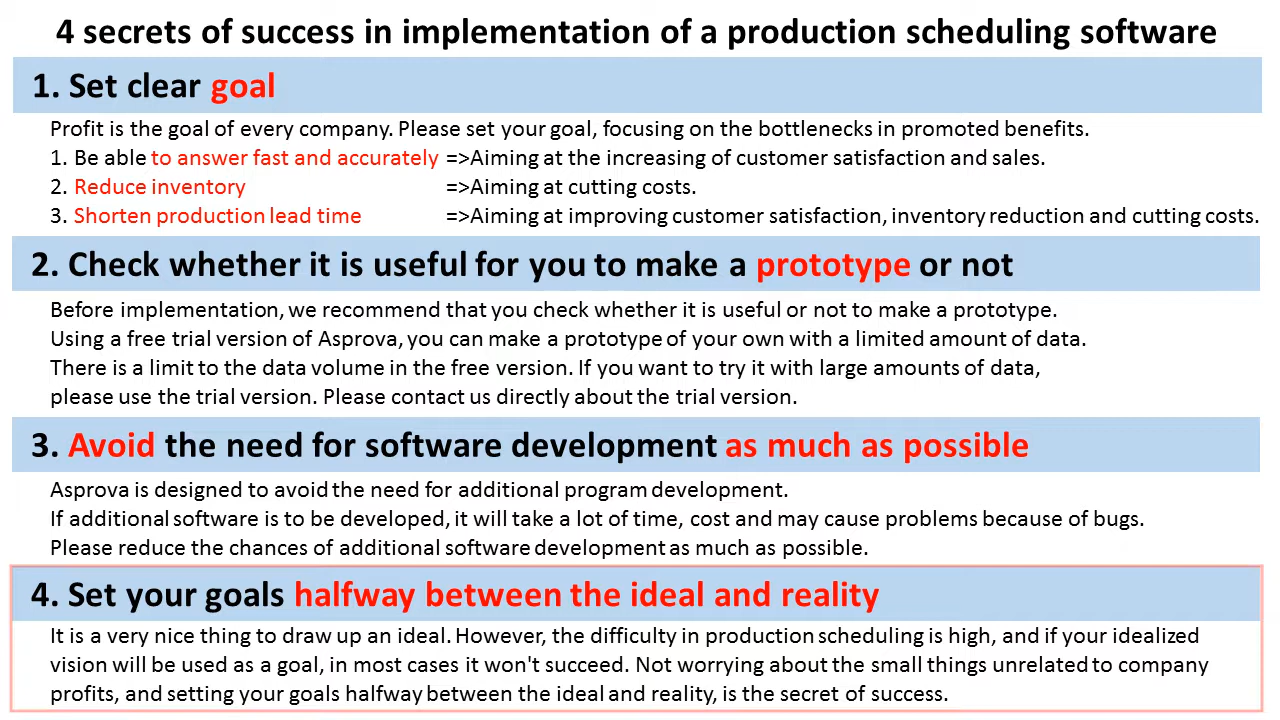 4 secrets of success in implementation of a production scheduling software
1. Set clear goal
Profit is the goal of every company. Please set your goal, focusing on the bottlenecks in promoted benefits.
1. Be able to answer fast and accurately =>Aiming at the increasing of customer satisfaction and sales.
2. Reduce inventory =>Aiming at cutting costs.
3. Shorten production lead time =>Aiming at improving customer satisfaction, inventory reduction and cutting costs.
2. Check whether it is useful for you to make a prototype or not
Before implementation, we recommend that you check whether it is useful or not to make a prototype.
Using a free trial version of Asprova, you can make a prototype of your own with a limited amount of data.
There is a limit to the data volume in the free version. If you want to try it with large amounts of data,
please use the trial version. Please contact us directly about the trial version.
3. Avoid the need for software development as much as possible
Asprova is designed to avoid the need for additional program development.
If additional software is to be developed, it will take a lot of time, cost and may cause problems because of bugs.
Please reduce the chances of additional software development as much as possible.
4. Set your goals halfway between the ideal and reality
It is a very nice thing to draw up an ideal. However, the difficulty in production scheduling is high, and if your idealized
vision will be used as a goal, in most cases it won't succeed. Not worrying about the small things unrelated to company
profits, and setting your goals halfway between the ideal and reality, is the secret of success.